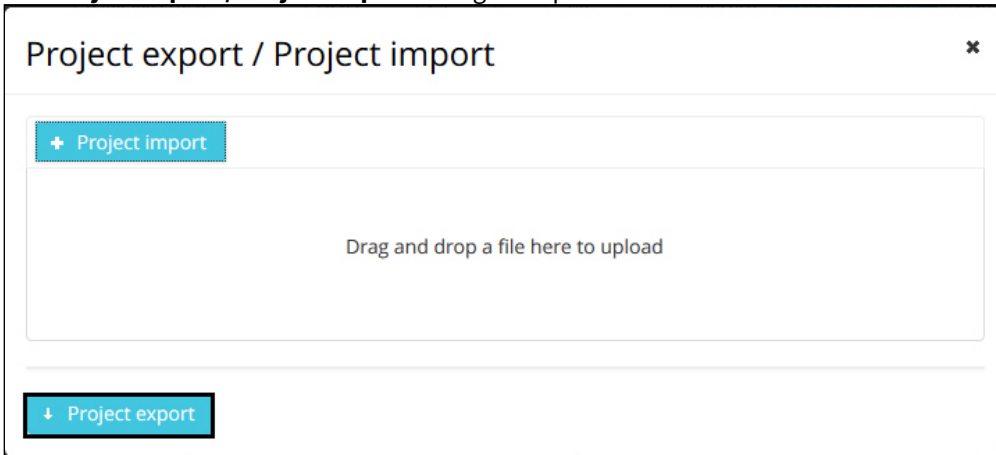 Project export / Project import
Project import
Drag and drop a file here to upload
Project export